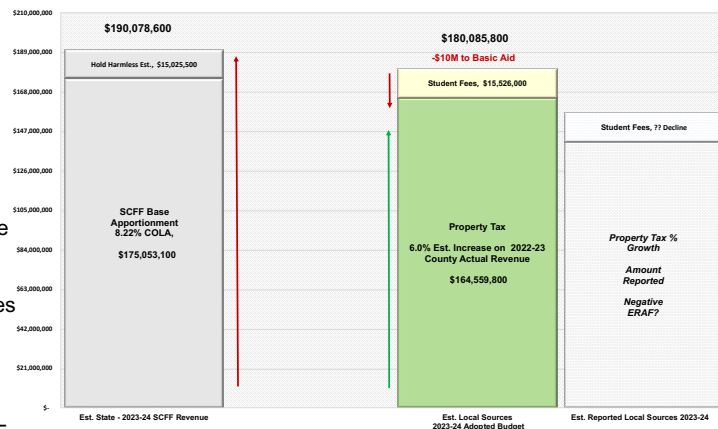 $210,000,000
$189,000,000
$168,000,000
$147,000,000
$126,000,000
$105,000,000
$84,000,000
$63,000,000
$42,000,000
$21,000,000
$-
$190,078,600
Hold Harmless Est., $15,025,500
SCFF Base
Apportionment
8.22% COLA,
$175,053,100
Est. State - 2023-24 SCFF Revenue
$180,085,800
-$10M to Basic Aid
Student Fees, $15,526,000
Property Tax
6.0% Est. Increase on 2022-23
County Actual Revenue
$164,559,800
Est. Local Sources
2023-24 Adopted Budget
Student Fees, ?? Decline
Property Tax %
Growth
Amount
Reported
Negative
ERAF?
Est. Reported Local Sources 2023-24